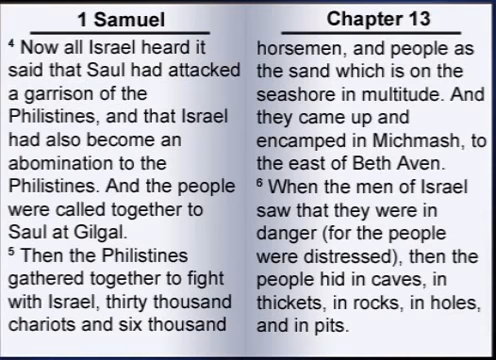 1 Samuel
⁴ Now all Israel heard it
said that Saul had attacked
a garrison of the
Philistines, and that Israel
had also become an
abomination to the
Philistines. And the people
were called together to
Saul at Gilgal.
⁵ Then the Philistines
gathered together to fight
with Israel, thirty thousand
chariots and six thousand
Chapter 13
horsemen, and people as
the sand which is on the
seashore in multitude. And
they came up and
encamped in Michmash, to
the east of Beth Aven.
⁶ When the men of Israel
saw that they were in
danger (for the people
were distressed), then the
people hid in caves, in
thickets, in rocks, in holes,
and in pits.